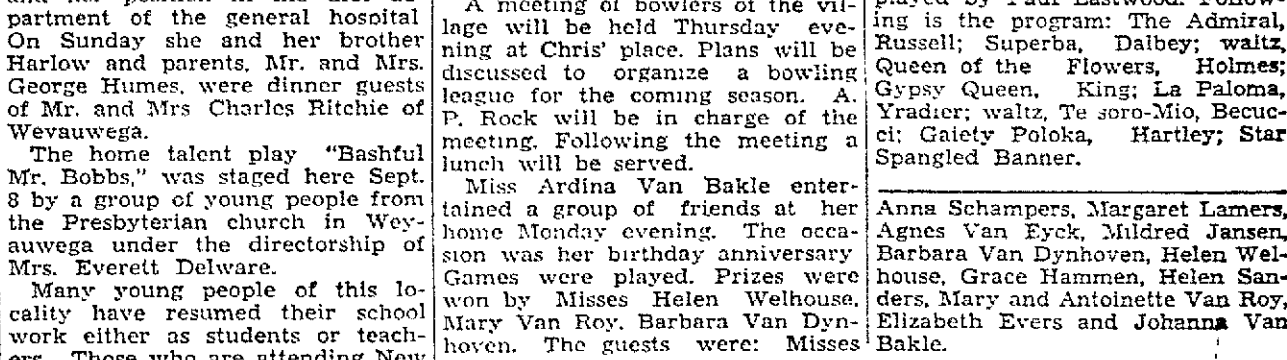 partment of the general hospital
On Sunday she and her brother
Harlow and parents, Mr. and Mrs.
George Humes, were dinner guests
of Mr. and Mrs Charles Ritchie of
Wevauwega.
The home talent play "Bashful
Mr. Bobbs," was staged here Sept.
8 by a group of young people from
the Presbyterian church in Wey-
auwega under the directorship of
Mrs. Everett Delware.
Many young people of this lo-
cality have resumed their school
work either as students or teach-
ers. Those who are attending New
A meeting of bowlers of the vil-
lage will be held Thursday eve-
ning at Chris' place. Plans will be
discussed to organize a bowling
league for the coming season. A.
P. Rock will be in charge of the
meeting. Following the meeting a
lunch will be served.
Miss Ardina Van Bakle enter-
tained a group of friends at her
home Monday evening. The occa-
sion was her birthday anniversary
Games were played. Prizes were
won by Misses Helen Welhouse.
Mary Van Roy. Barbara Van Dyn-
hoven. The guests were: Misses
played by Paul Eastwood. Follow-
ing is the program: The Admiral,
Russell; Superba, Dalbey; waltz,
Queen of the Flowers, Holmes;
Gypsy Queen, King; La Paloma,
Yradier; waltz, Te soro-Mio, Becuc-
ci; Gaiety Poloka, Hartley; Star
Spangled Banner.
Anna Schampers, Margaret Lamers,
Agnes Van Eyck, Mildred Jansen,
Barbara Van Dynhoven, Helen Wel-
house, Grace Hammen, Helen San-
ders, Mary and Antoinette Van Roy,
Elizabeth Evers and Johanna Van
Bakle.